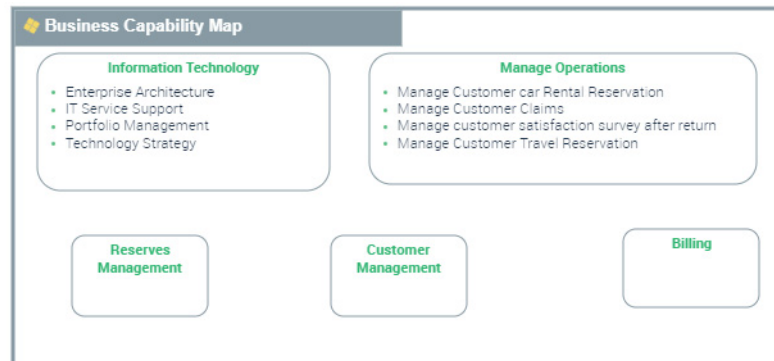 Business Capability Map
Information Technology
Enterprise Architecture
IT Service Support
Portfolio Management
Technology Strategy
Manage Operations
Manage Customer car Rental Reservation
Manage Customer Claims
Manage customer satisfaction survey after return
Manage Customer Travel Reservation
Reserves
Management
Customer
Management
Billing